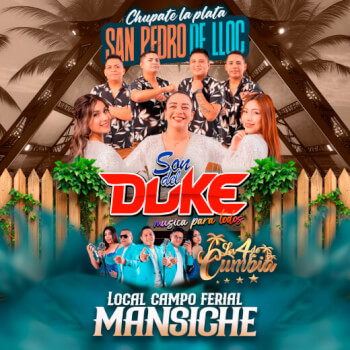 Chupate la plata
SAN PEDRO DE LLOC
Son
del
DUKE
musica para todos
La 4 de
Cumbia
LOCAL CAMPO FERIAL
MANSICHE